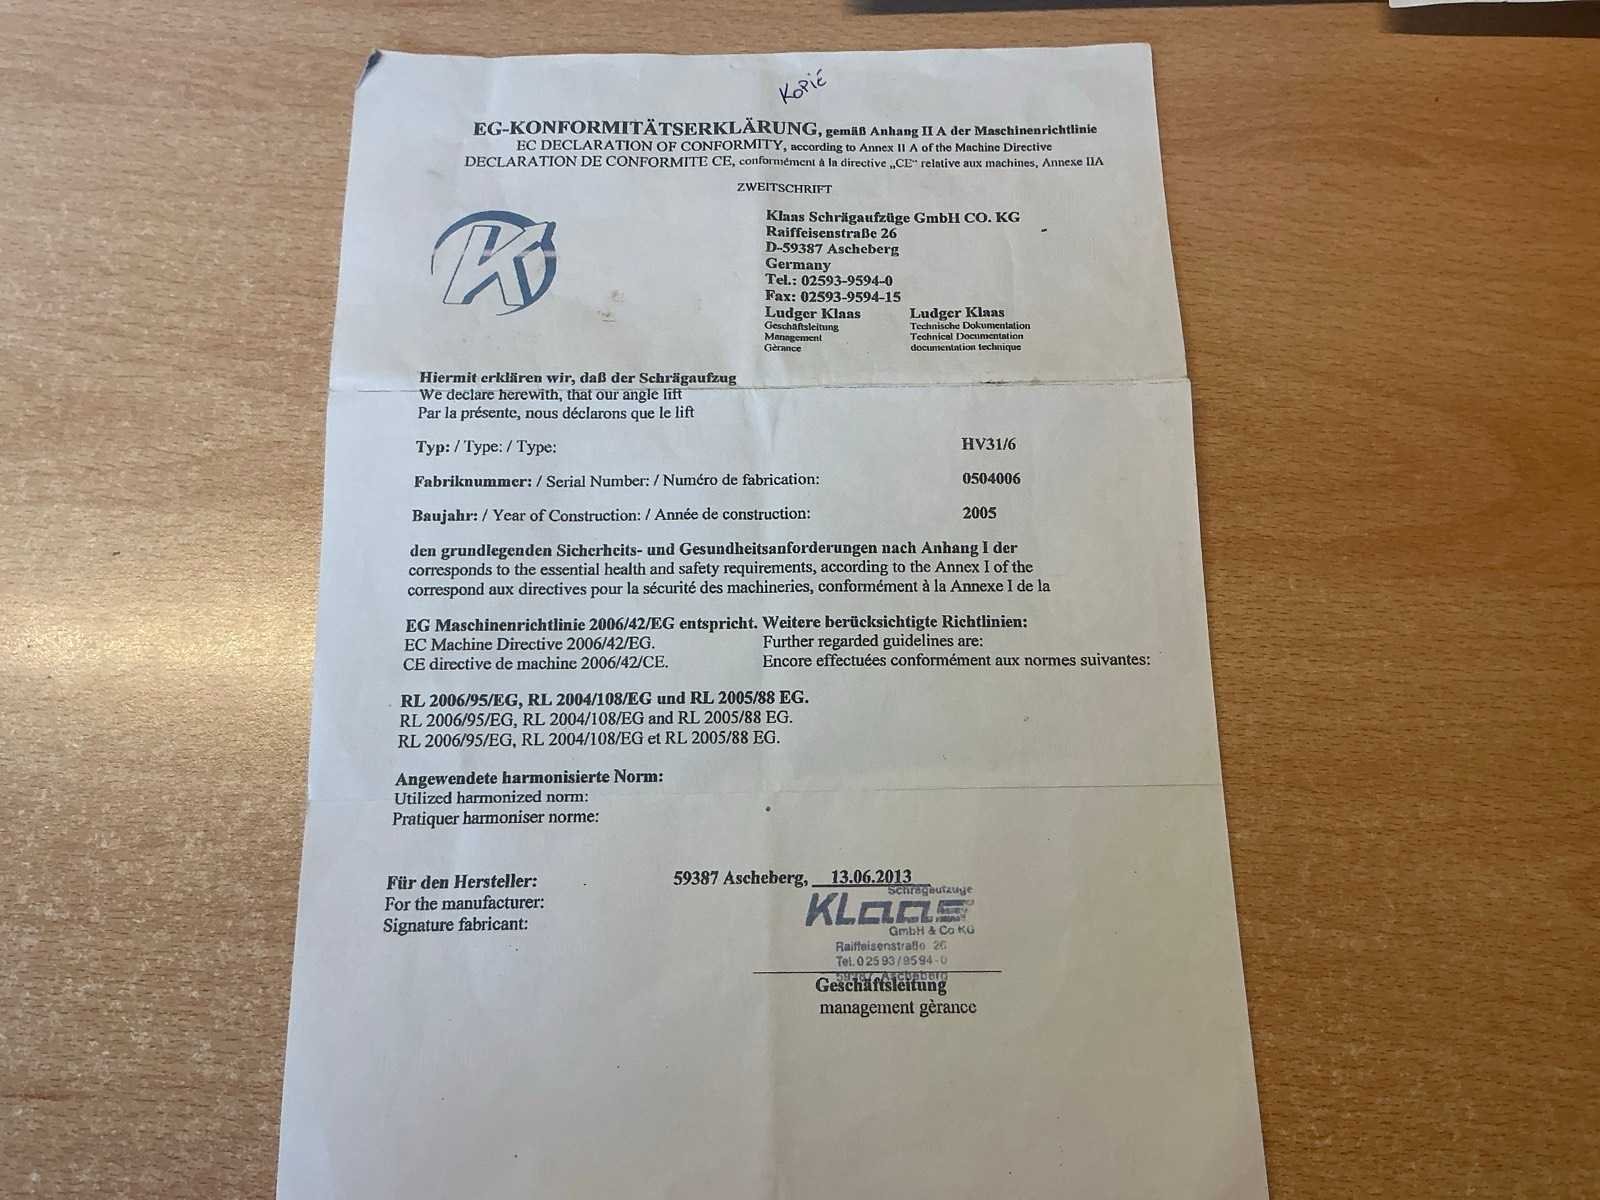 Kopié
EG-KONFORMITÄTSERKLÄRUNG, gemäß Anhang II A der Maschinenrichtlinie
EC DECLARATION OF CONFORMITY, according to Annex II A of the Machine Directive
DECLARATION DE CONFORMITE CE, conformément à la directive „CE“ relative aux machines, Annexe IIA
ZWEITSCHRIFT
K
Klaas Schrägaufzüge GmbH CO. KG
Raiffeisenstraße 26
D-59387 Ascheberg
Germany
Tel.: 02593-9594-0
Fax: 02593-9594-15
Ludger Klaas Ludger Klaas
Geschäftsleitung Technische Dokumentation
Management Technical Documentation
Gèrance documentation technique
Hiermit erklären wir, daß der Schrägaufzug
We declare herewith, that our angle lift
Par la présente, nous déclarons que le lift
Typ: / Type: / Type: HV31/6
Fabriknummer: / Serial Number: / Numéro de fabrication: 0504006
Baujahr: / Year of Construction: / Année de construction: 2005
den grundlegenden Sicherheits- und Gesundheitsanforderungen nach Anhang I der
corresponds to the essential health and safety requirements, according to the Annex I of the
correspond aux directives pour la sécurité des machineries, conformément à la Annexe I de la
EG Maschinenrichtlinie 2006/42/EG entspricht. Weitere berücksichtigte Richtlinien:
EC Machine Directive 2006/42/EG. Further regarded guidelines are:
CE directive de machine 2006/42/CE. Encore effectuées conformément aux normes suivantes:
RL 2006/95/EG, RL 2004/108/EG und RL 2005/88 EG.
RL 2006/95/EG, RL 2004/108/EG and RL 2005/88 EG.
RL 2006/95/EG, RL 2004/108/EG et RL 2005/88 EG.
Angewendete harmonisierte Norm:
Utilized harmonized norm:
Pratiquer harmoniser norme:
Für den Hersteller: 59387 Ascheberg, 13.06.2013
For the manufacturer:
Signature fabricant:
Schrägaufzüge
Klaas
GmbH & Co KG
Raiffeisenstraße 26
Tel. 02593/9594-0
59387 Ascheberg
Geschäftsleitung
management gèrance